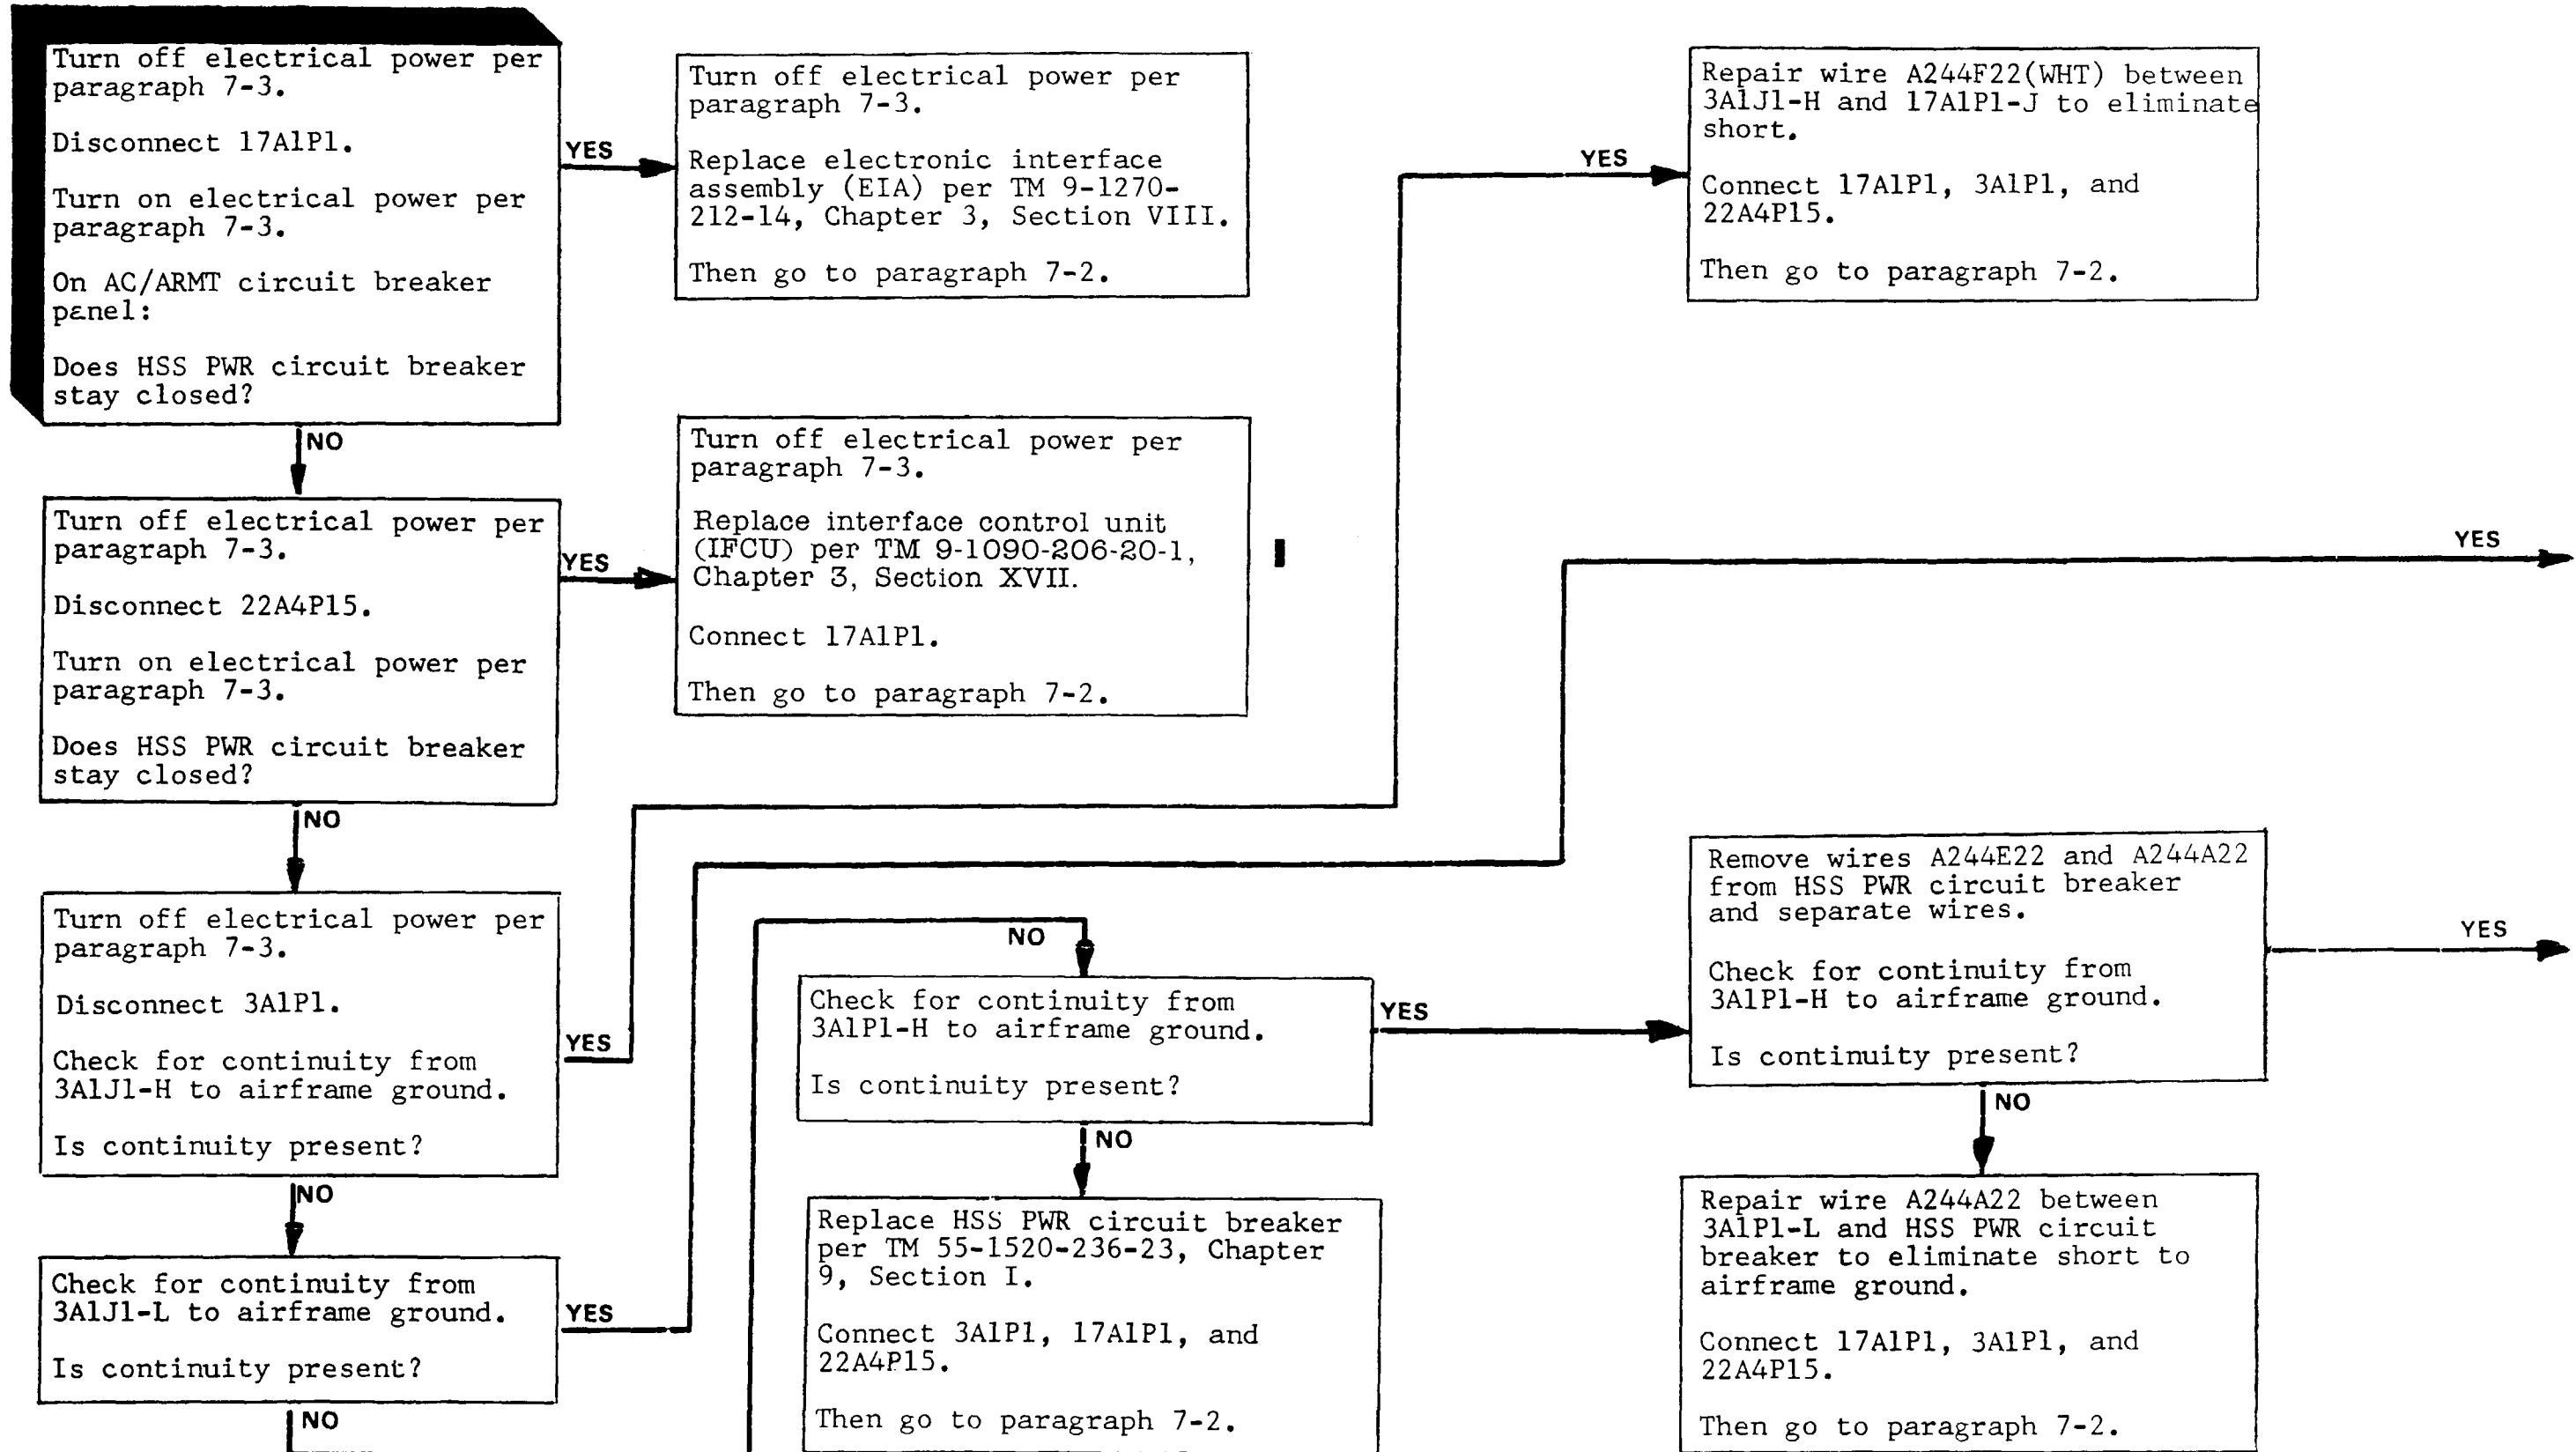 Turn off electrical power per
paragraph 7-3.
Disconnect 17A1P1.
Turn on electrical power per
paragraph 7-3.
On AC/ARMT circuit breaker
panel:
Does HSS PWR circuit breaker
stay closed?
YES
NO
Turn off electrical power per
paragraph 7-3.
Replace electronic interface
assembly (EIA) per TM 9-1270-
212-14, Chapter 3, Section VIII.
Then go to paragraph 7-2.
Turn off electrical power per
paragraph 7-3.
Disconnect 22A4P15.
Turn on electrical power per
paragraph 7-3.
Does HSS PWR circuit breaker
stay closed?
YES
NO
Turn off electrical power per
paragraph 7-3.
Replace interface control unit
(IFCU) per TM 9-1090-206-20-1,
Chapter 3, Section XVII.
Connect 17A1P1.
Then go to paragraph 7-2.
Turn off electrical power per
paragraph 7-3.
Disconnect 3A1P1.
Check for continuity from
3A1J1-H to airframe ground.
Is continuity present?
YES
NO
YES
Repair wire A244F22(WHT) between
3A1J1-H and 17A1P1-J to eliminate
short.
Connect 17A1P1, 3A1P1, and
22A4P15.
Then go to paragraph 7-2.
Check for continuity from
3A1J1-L to airframe ground.
Is continuity present?
YES
NO
YES
NO
Check for continuity from
3A1P1-H to airframe ground.
Is continuity present?
YES
NO
Replace HSS PWR circuit breaker
per TM 55-1520-236-23, Chapter
9, Section I.
Connect 3A1P1, 17A1P1, and
22A4P15.
Then go to paragraph 7-2.
Remove wires A244E22 and A244A22
from HSS PWR circuit breaker
and separate wires.
Check for continuity from
3A1P1-H to airframe ground.
Is continuity present?
YES
NO
Repair wire A244A22 between
3A1P1-L and HSS PWR circuit
breaker to eliminate short to
airframe ground.
Connect 17A1P1, 3A1P1, and
22A4P15.
Then go to paragraph 7-2.